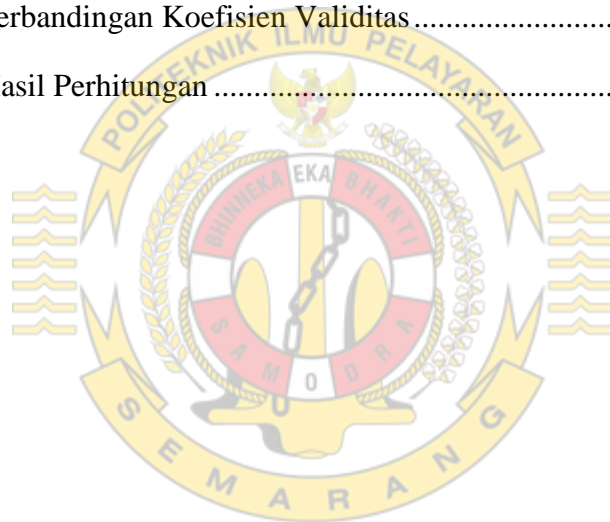 erbandingan Koefisien Validitas..........................
asil Perhitungan ................................................
POLITEKNIK ILMU PELAYARAN
BHINNEKA EKA BHAKTI
SAMODRA
SEMARANG